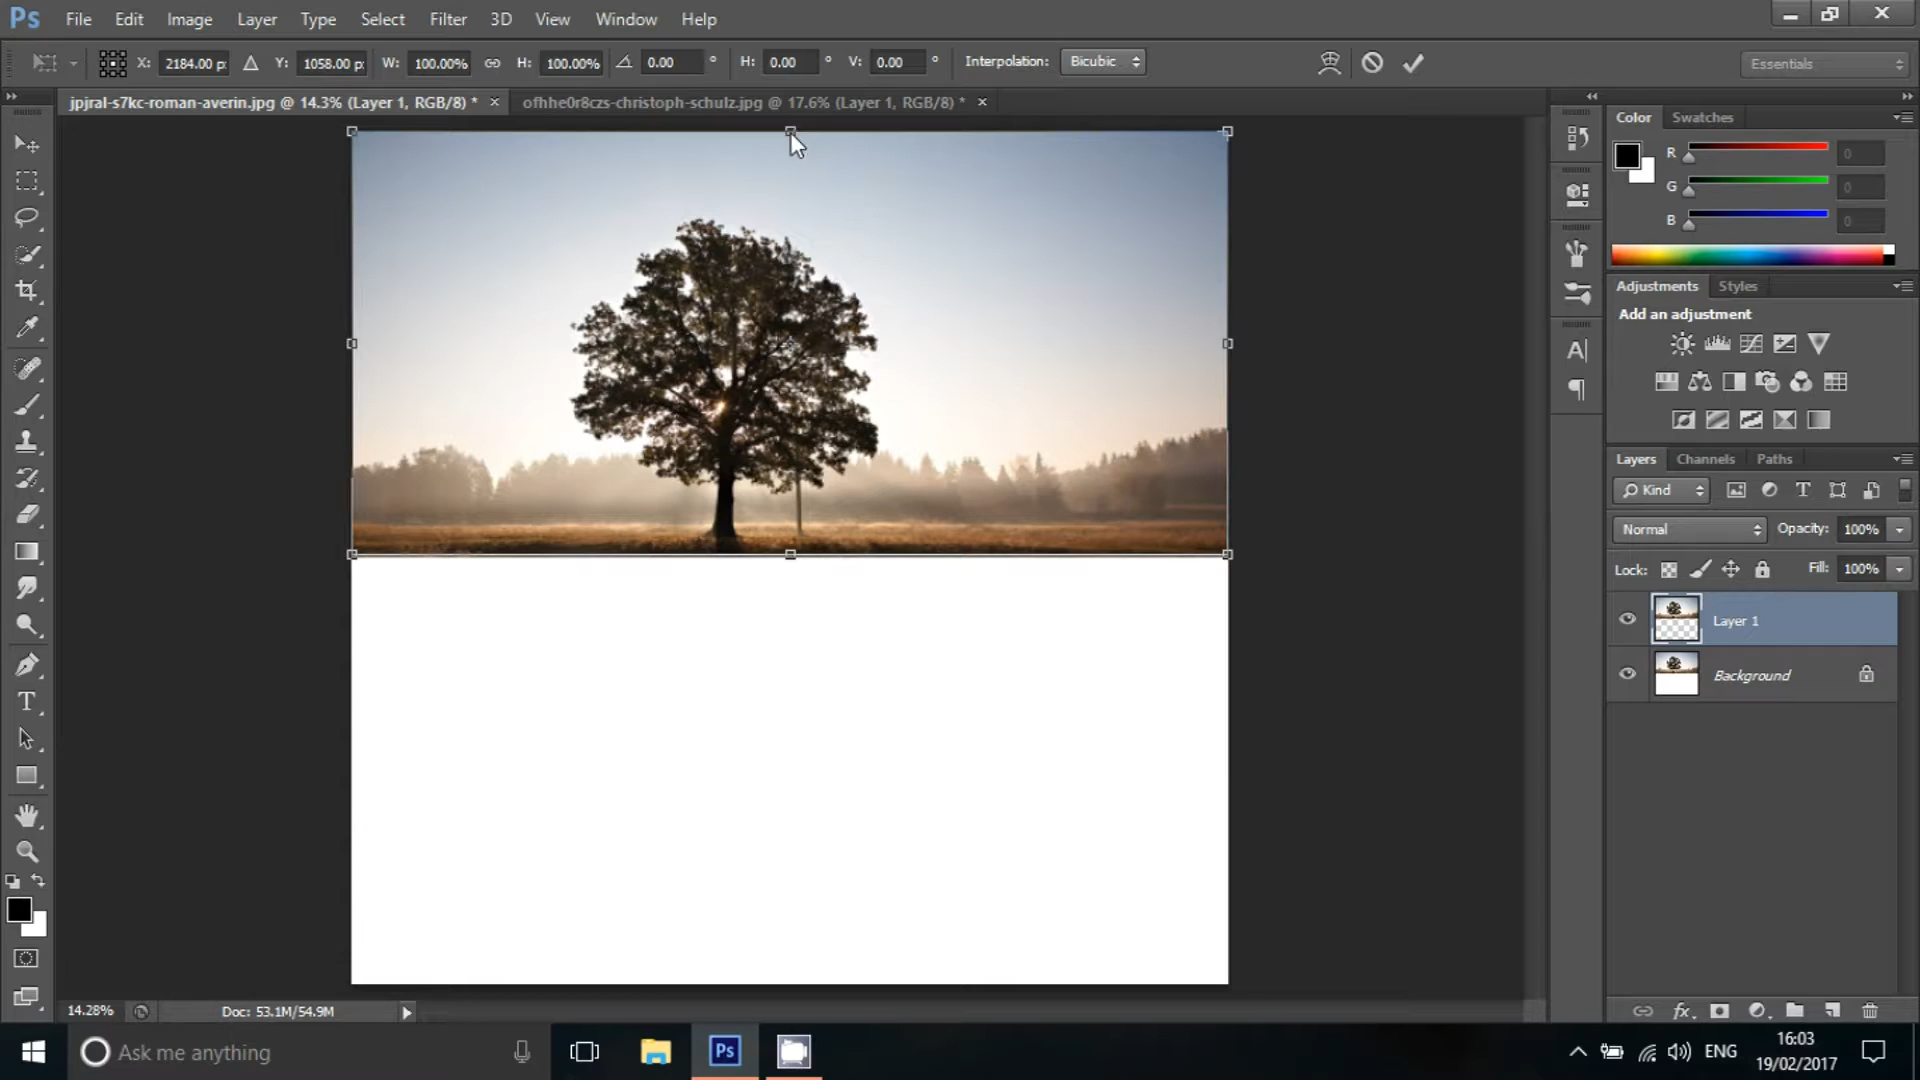 Ps File Edit Image Layer Type Select Filter 3D View Window Help
X: 2184.00 p: Y: 1058.00 p: W: 100.00% H: 100.00% 0.00 ° H: 0.00 ° V: 0.00 ° Interpolation: Bicubic Essentials
jpjral-s7kc-roman-averin.jpg @ 14.3% (Layer 1, RGB/8) * × ofhhe0r8czs-christoph-schulz.jpg @ 17.6% (Layer 1, RGB/8) * ×
Color Swatches
R 0
G 0
B 0
Adjustments Styles
Add an adjustment
Layers Channels Paths
Kind
Normal Opacity: 100%
Lock: Fill: 100%
Layer 1
Background
14.28% Doc: 53.1M/54.9M
Ask me anything
Ps
ENG
16:03
19/02/2017